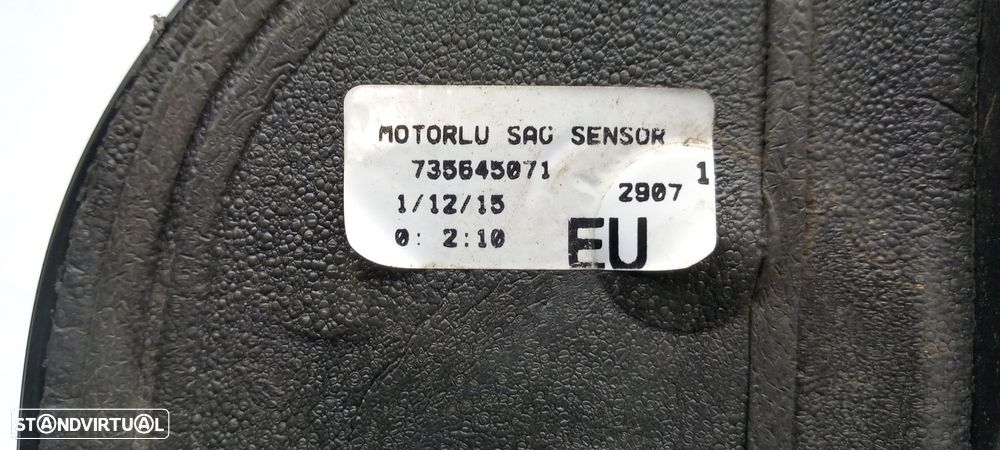 MOTORLU SAG SENSOR
735645071
1
2907
1/12/15
0: 2:10
EU
STANDVIRTUAL